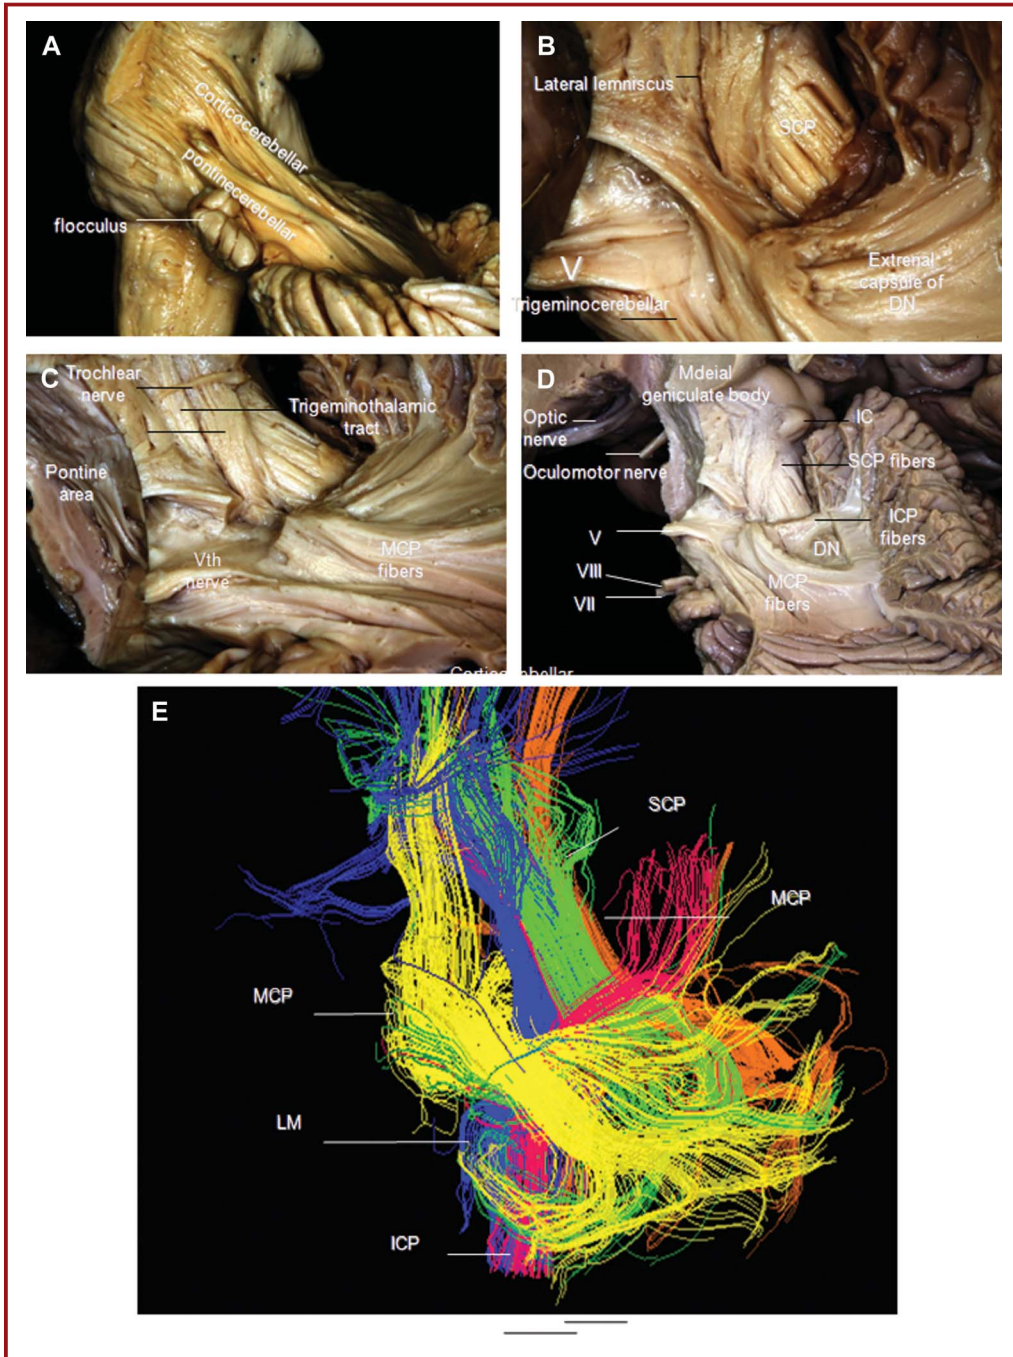 A
Corticocerebellar
pontinecerebellar
flocculus
B
Lateral lemniscus
SCP
V
Extrenal
capsule of
DN
Trigeminocerebellar
C
Trochlear
nerve
Trigeminothalamic
tract
Pontine
area
Vth
nerve
MCP
fibers
D
Mdeial
geniculate body
Optic
nerve
IC
Oculomotor nerve
SCP fibers
ICP
fibers
V
DN
VIII
MCP
fibers
VII
E
SCP
MCP
MCP
LM
ICP